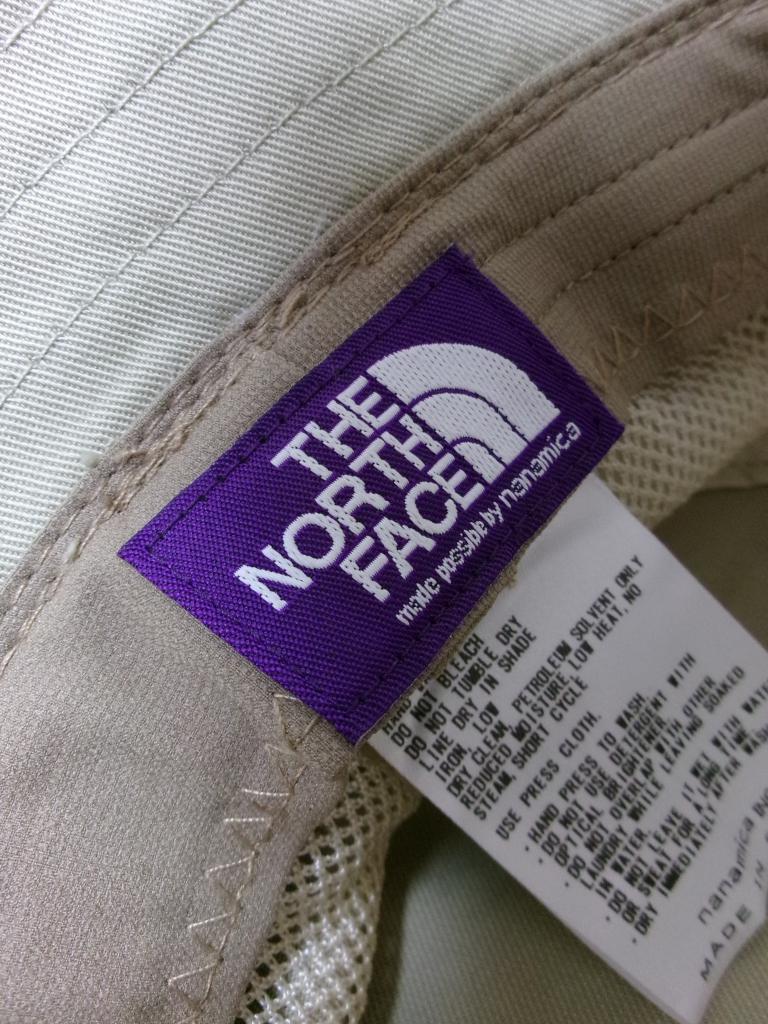 THE
NORTH
FACE
made possible by nanamica
HAND
DO NOT BLEACH
DO NOT TUMBLE DRY
LINE DRY IN SHADE
IRON, LOW
DRY CLEAN, PETROLEUM SOLVENT ONLY
REDUCED MOISTURE, LOW HEAT, NO
STEAM, SHORT CYCLE
USE PRESS CLOTH.
・HAND PRESS TO WASH.
・DO NOT USE DETERGENT WITH
OPTICAL BRIGHTENER.
・DO NOT OVERLAP WITH OTHER
LAUNDRY WHILE LEAVING SOAKED
IN WATER.
・DO NOT LEAVE IT WET WITH
OR SWEAT FOR A LONG TIME.
・DRY IMMEDIATELY AFTER
nanamica
MADE IN